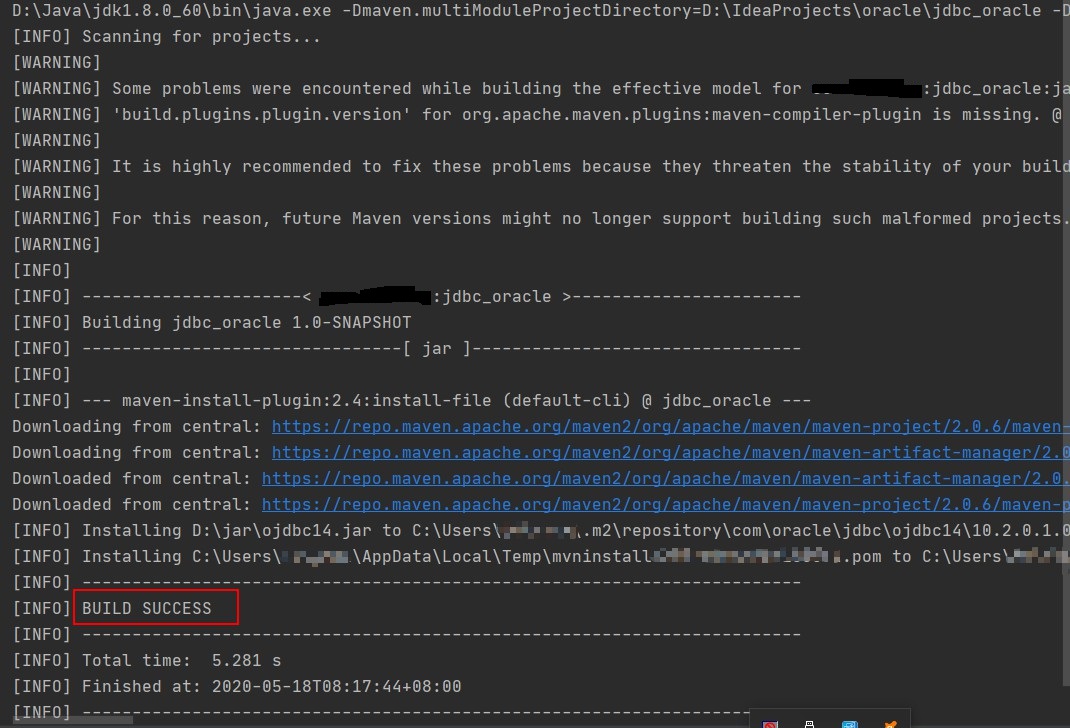 D:\Java\jdk1.8.0_60\bin\java.exe -Dmaven.multiModuleProjectDirectory=D:\IdeaProjects\oracle\jdbc_oracle -D
[INFO] Scanning for projects...
[WARNING]
[WARNING] Some problems were encountered while building the effective model for :jdbc_oracle:ja
[WARNING] 'build.plugins.plugin.version' for org.apache.maven.plugins:maven-compiler-plugin is missing. @
[WARNING]
[WARNING] It is highly recommended to fix these problems because they threaten the stability of your build
[WARNING]
[WARNING] For this reason, future Maven versions might no longer support building such malformed projects.
[WARNING]
[INFO]
[INFO] ----------------------< :jdbc_oracle >-----------------------
[INFO] Building jdbc_oracle 1.0-SNAPSHOT
[INFO] --------------------------------[ jar ]---------------------------------
[INFO]
[INFO] --- maven-install-plugin:2.4:install-file (default-cli) @ jdbc_oracle ---
Downloading from central: https://repo.maven.apache.org/maven2/org/apache/maven/maven-project/2.0.6/maven-
Downloading from central: https://repo.maven.apache.org/maven2/org/apache/maven/maven-artifact-manager/2.0
Downloaded from central: https://repo.maven.apache.org/maven2/org/apache/maven/maven-artifact-manager/2.0.
Downloaded from central: https://repo.maven.apache.org/maven2/org/apache/maven/maven-project/2.0.6/maven-p
[INFO] Installing D:\jar\ojdbc14.jar to C:\Users\ \.m2\repository\com\oracle\jdbc\ojdbc14\10.2.0.1.0
[INFO] Installing C:\Users\ \AppData\Local\Temp\mvninstall .pom to C:\Users\
[INFO] ------------------------------------------------------------------------
[INFO] BUILD SUCCESS
[INFO] ------------------------------------------------------------------------
[INFO] Total time:  5.281 s
[INFO] Finished at: 2020-05-18T08:17:44+08:00
[INFO] ------------------------------------------------------------------------